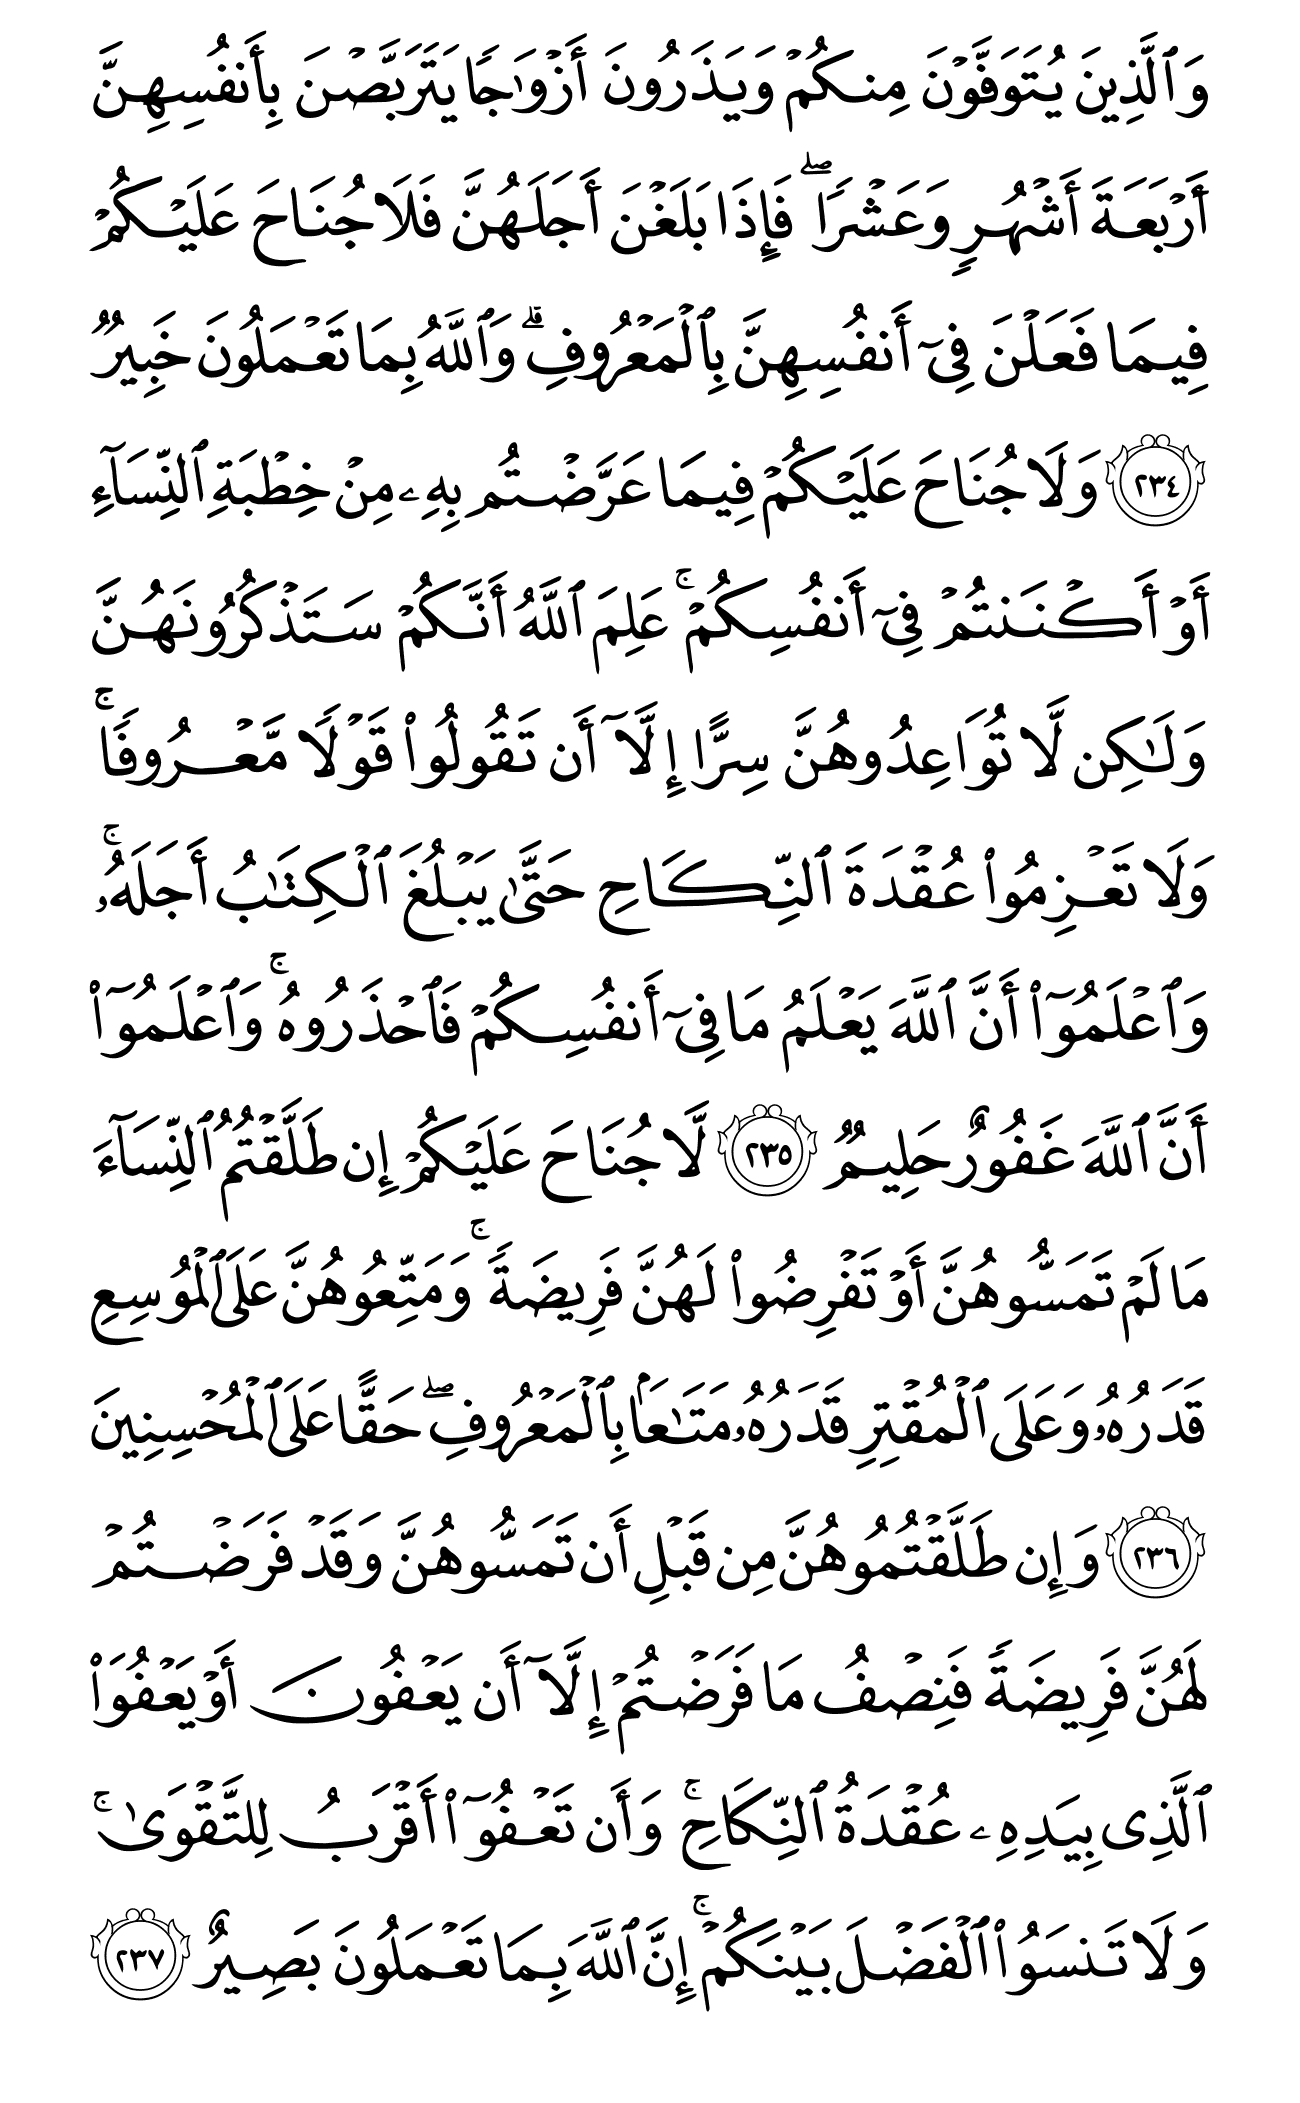 وَٱلَّذِينَ يُتَوَفَّوْنَ مِنكُمْ وَيَذَرُونَ أَزْوَٰجًا يَتَرَبَّصْنَ بِأَنفُسِهِنَّ
أَرْبَعَةَ أَشْهُرٍ وَعَشْرًا ۖ فَإِذَا بَلَغْنَ أَجَلَهُنَّ فَلَا جُنَاحَ عَلَيْكُمْ
فِيمَا فَعَلْنَ فِىٓ أَنفُسِهِنَّ بِٱلْمَعْرُوفِ ۗ وَٱللَّهُ بِمَا تَعْمَلُونَ خَبِيرٌ
٢٣٤ وَلَا جُنَاحَ عَلَيْكُمْ فِيمَا عَرَّضْتُم بِهِۦ مِنْ خِطْبَةِ ٱلنِّسَآءِ
أَوْ أَكْنَنتُمْ فِىٓ أَنفُسِكُمْ ۚ عَلِمَ ٱللَّهُ أَنَّكُمْ سَتَذْكُرُونَهُنَّ
وَلَٰكِن لَّا تُوَاعِدُوهُنَّ سِرًّا إِلَّآ أَن تَقُولُوا۟ قَوْلًا مَّعْرُوفًا ۚ
وَلَا تَعْزِمُوا۟ عُقْدَةَ ٱلنِّكَاحِ حَتَّىٰ يَبْلُغَ ٱلْكِتَٰبُ أَجَلَهُۥ ۚ
وَٱعْلَمُوٓا۟ أَنَّ ٱللَّهَ يَعْلَمُ مَا فِىٓ أَنفُسِكُمْ فَٱحْذَرُوهُ ۚ وَٱعْلَمُوٓا۟
أَنَّ ٱللَّهَ غَفُورٌ حَلِيمٌ ٢٣٥ لَّا جُنَاحَ عَلَيْكُمْ إِن طَلَّقْتُمُ ٱلنِّسَآءَ
مَا لَمْ تَمَسُّوهُنَّ أَوْ تَفْرِضُوا۟ لَهُنَّ فَرِيضَةً ۚ وَمَتِّعُوهُنَّ عَلَى ٱلْمُوسِعِ
قَدَرُهُۥ وَعَلَى ٱلْمُقْتِرِ قَدَرُهُۥ مَتَٰعًۢا بِٱلْمَعْرُوفِ ۖ حَقًّا عَلَى ٱلْمُحْسِنِينَ
٢٣٦ وَإِن طَلَّقْتُمُوهُنَّ مِن قَبْلِ أَن تَمَسُّوهُنَّ وَقَدْ فَرَضْتُمْ
لَهُنَّ فَرِيضَةً فَنِصْفُ مَا فَرَضْتُمْ إِلَّآ أَن يَعْفُونَ أَوْ يَعْفُوَا۟
ٱلَّذِى بِيَدِهِۦ عُقْدَةُ ٱلنِّكَاحِ ۚ وَأَن تَعْفُوٓا۟ أَقْرَبُ لِلتَّقْوَىٰ ۚ
وَلَا تَنسَوُا۟ ٱلْفَضْلَ بَيْنَكُمْ ۚ إِنَّ ٱللَّهَ بِمَا تَعْمَلُونَ بَصِيرٌ ٢٣٧